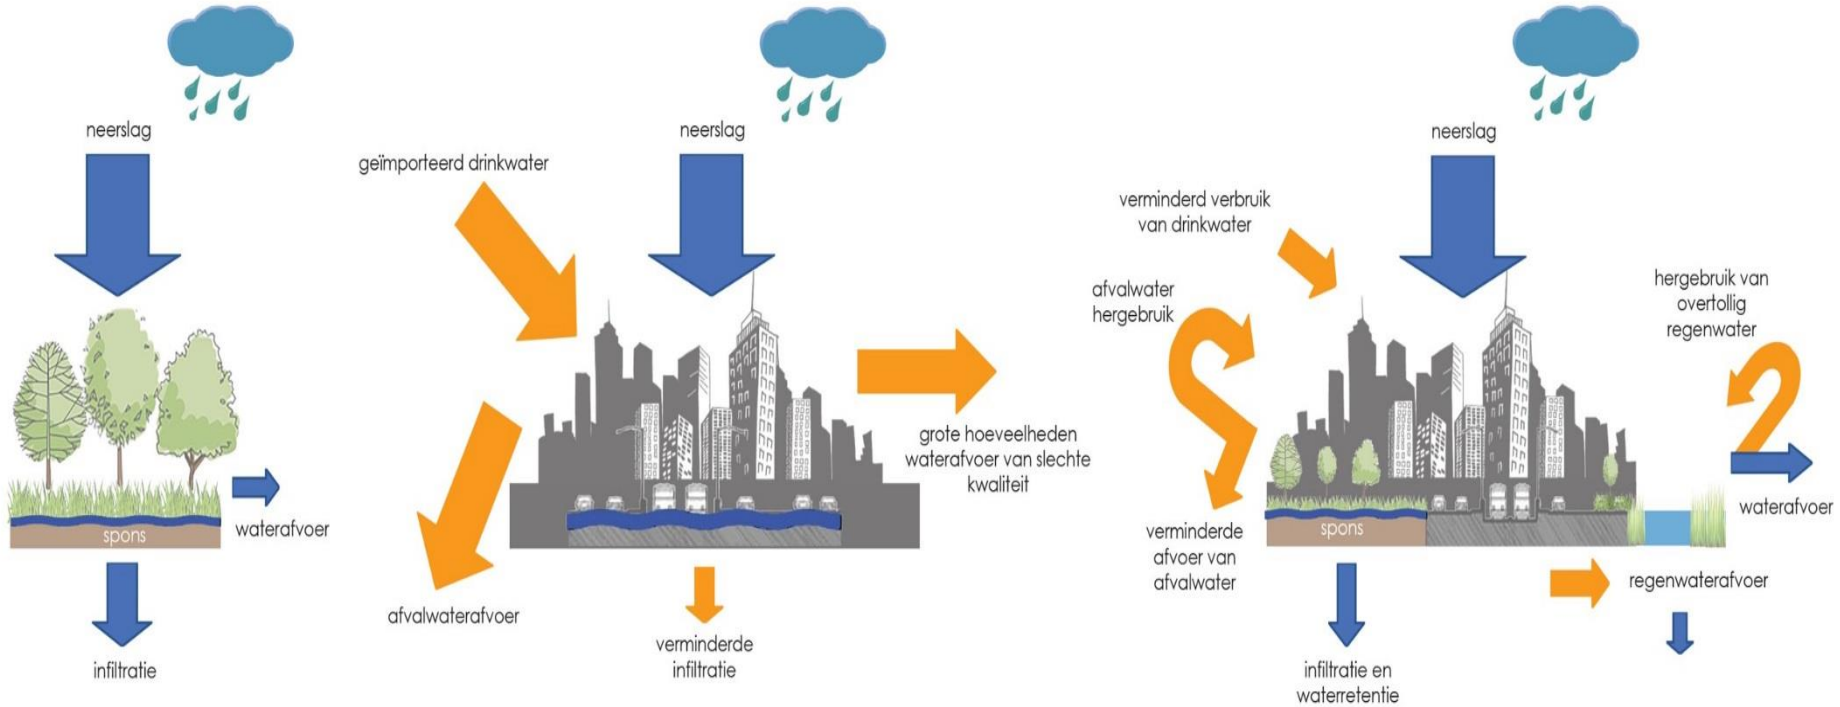 neerslag
spons
waterafvoer
infiltratie
neerslag
geïmporteerd drinkwater
grote hoeveelheden
waterafvoer van slechte
kwaliteit
afvalwaterafvoer
verminderde
infiltratie
neerslag
verminderd verbruik
van drinkwater
afvalwater
hergebruik
hergebruik van
overtollig
regenwater
waterafvoer
spons
verminderde
afvoer van
afvalwater
regenwaterafvoer
infiltratie en
waterretentie